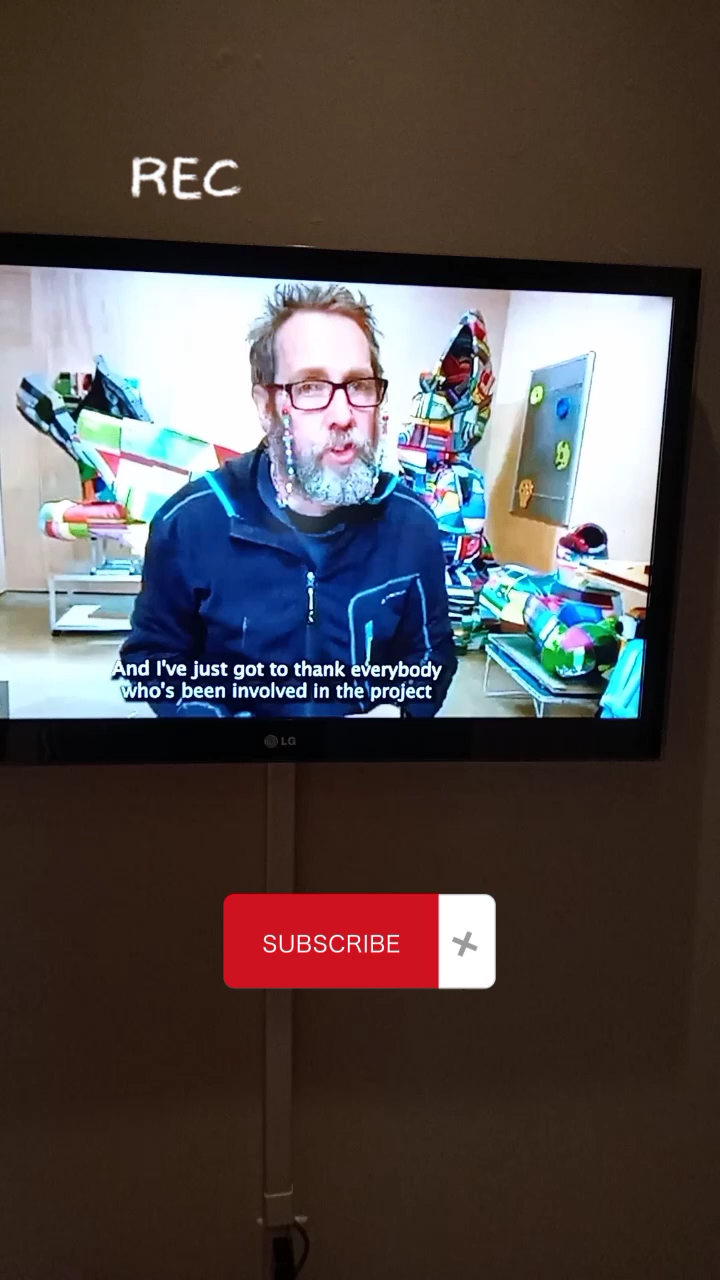 REC
And I've just got to thank everybody
who's been involved in the project
LG
SUBSCRIBE